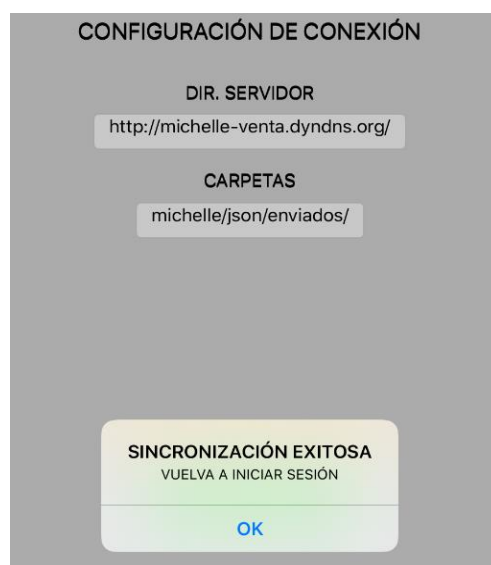 CONFIGURACIÓN DE CONEXIÓN
DIR. SERVIDOR
http://michelle-venta.dyndns.org/
CARPETAS
michelle/json/enviados/
SINCRONIZACIÓN EXITOSA
VUELVA A INICIAR SESIÓN
OK